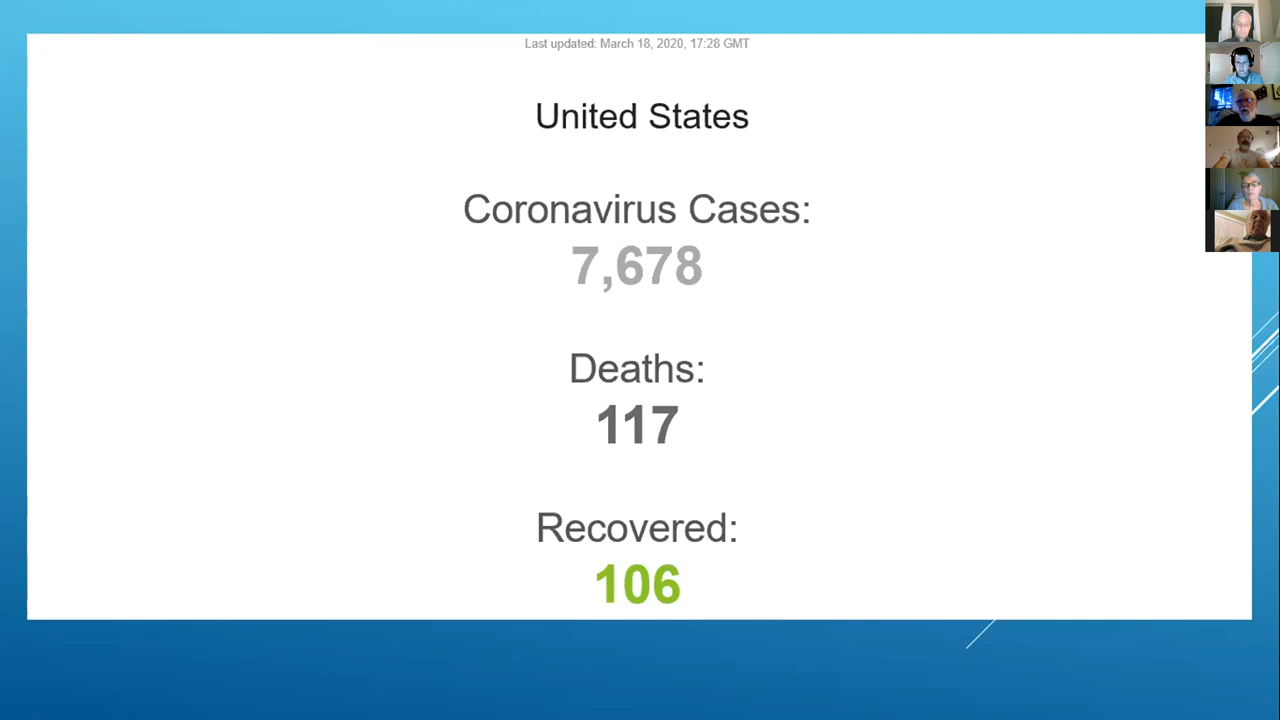 Last updated: March 18, 2020, 17:28 GMT
United States
Coronavirus Cases:
7,678
Deaths:
117
Recovered:
106